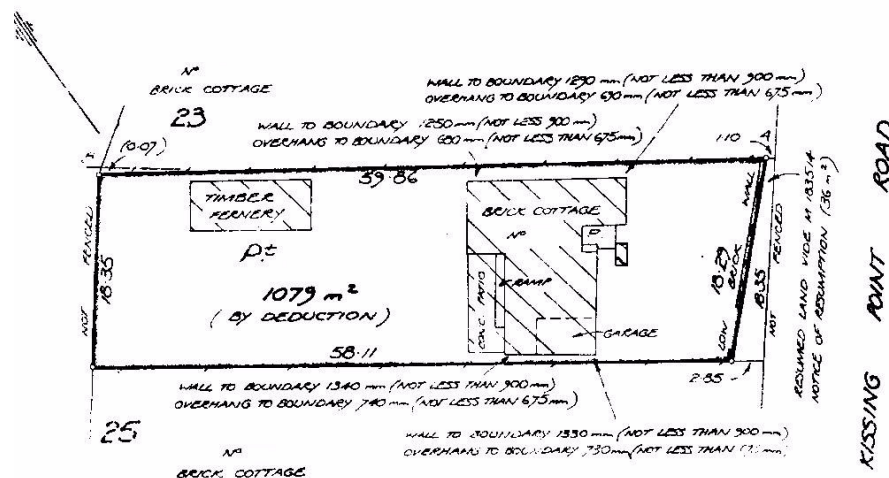 Nº
BRICK COTTAGE
23
WALL TO BOUNDARY 1290 mm (NOT LESS THAN 900 mm)
OVERHANG TO BOUNDARY 690 mm (NOT LESS THAN 675 mm)
WALL TO BOUNDARY 1250 mm (NOT LESS 900 mm)
OVERHANG TO BOUNDARY 680 mm (NOT LESS THAN 675 mm)
(0.07)
1.10
A
59.86
TIMBER
FERNERY
BRICK COTTAGE
Nº
P
Pt
1079 m²
(BY DEDUCTION)
CONC. PATIO
RAMP
GARAGE
NOT FENCED
18.35
58.11
LOW BRICK WALL
18.29
18.35
NOT FENCED
2.85
RESUMED LAND VIDE M 183514
NOTICE OF RESUMPTION (36 m²)
KISSING POINT ROAD
WALL TO BOUNDARY 1340 mm (NOT LESS THAN 900 mm)
OVERHANG TO BOUNDARY 740 mm (NOT LESS THAN 675 mm)
25
Nº
BRICK COTTAGE
WALL TO BOUNDARY 1330 mm (NOT LESS THAN 900 mm)
OVERHANG TO BOUNDARY 730 mm (NOT LESS THAN